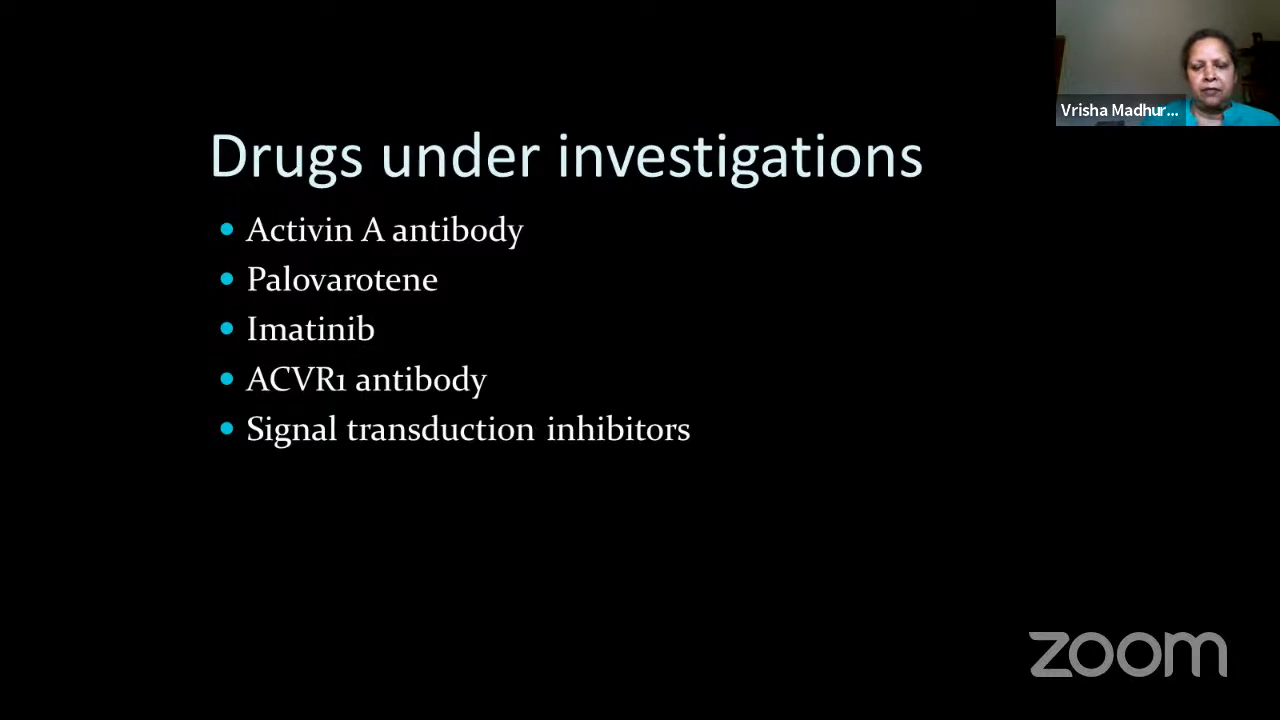 Vrisha Madhur...
Drugs under investigations
• Activin A antibody
• Palovarotene
• Imatinib
• ACVR1 antibody
• Signal transduction inhibitors
zoom